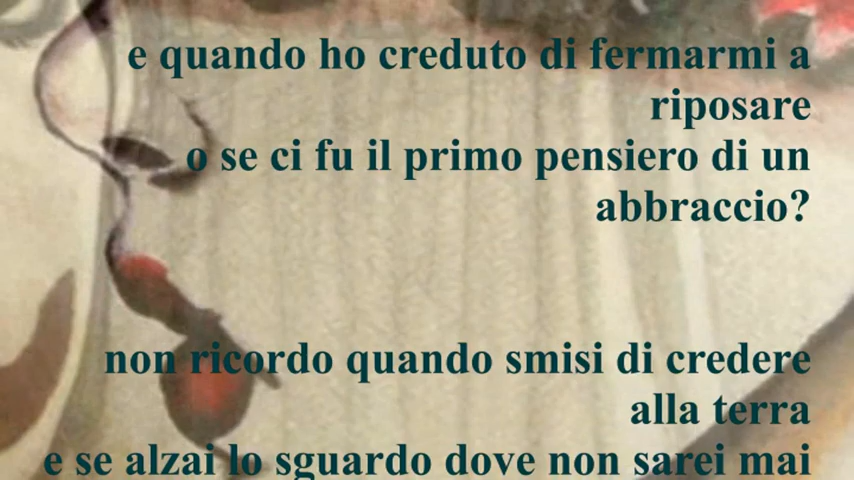 e quando ho creduto di fermarmi a
riposare
o se ci fu il primo pensiero di un
abbraccio?
non ricordo quando smisi di credere
alla terra
e se alzai lo sguardo dove non sarei mai